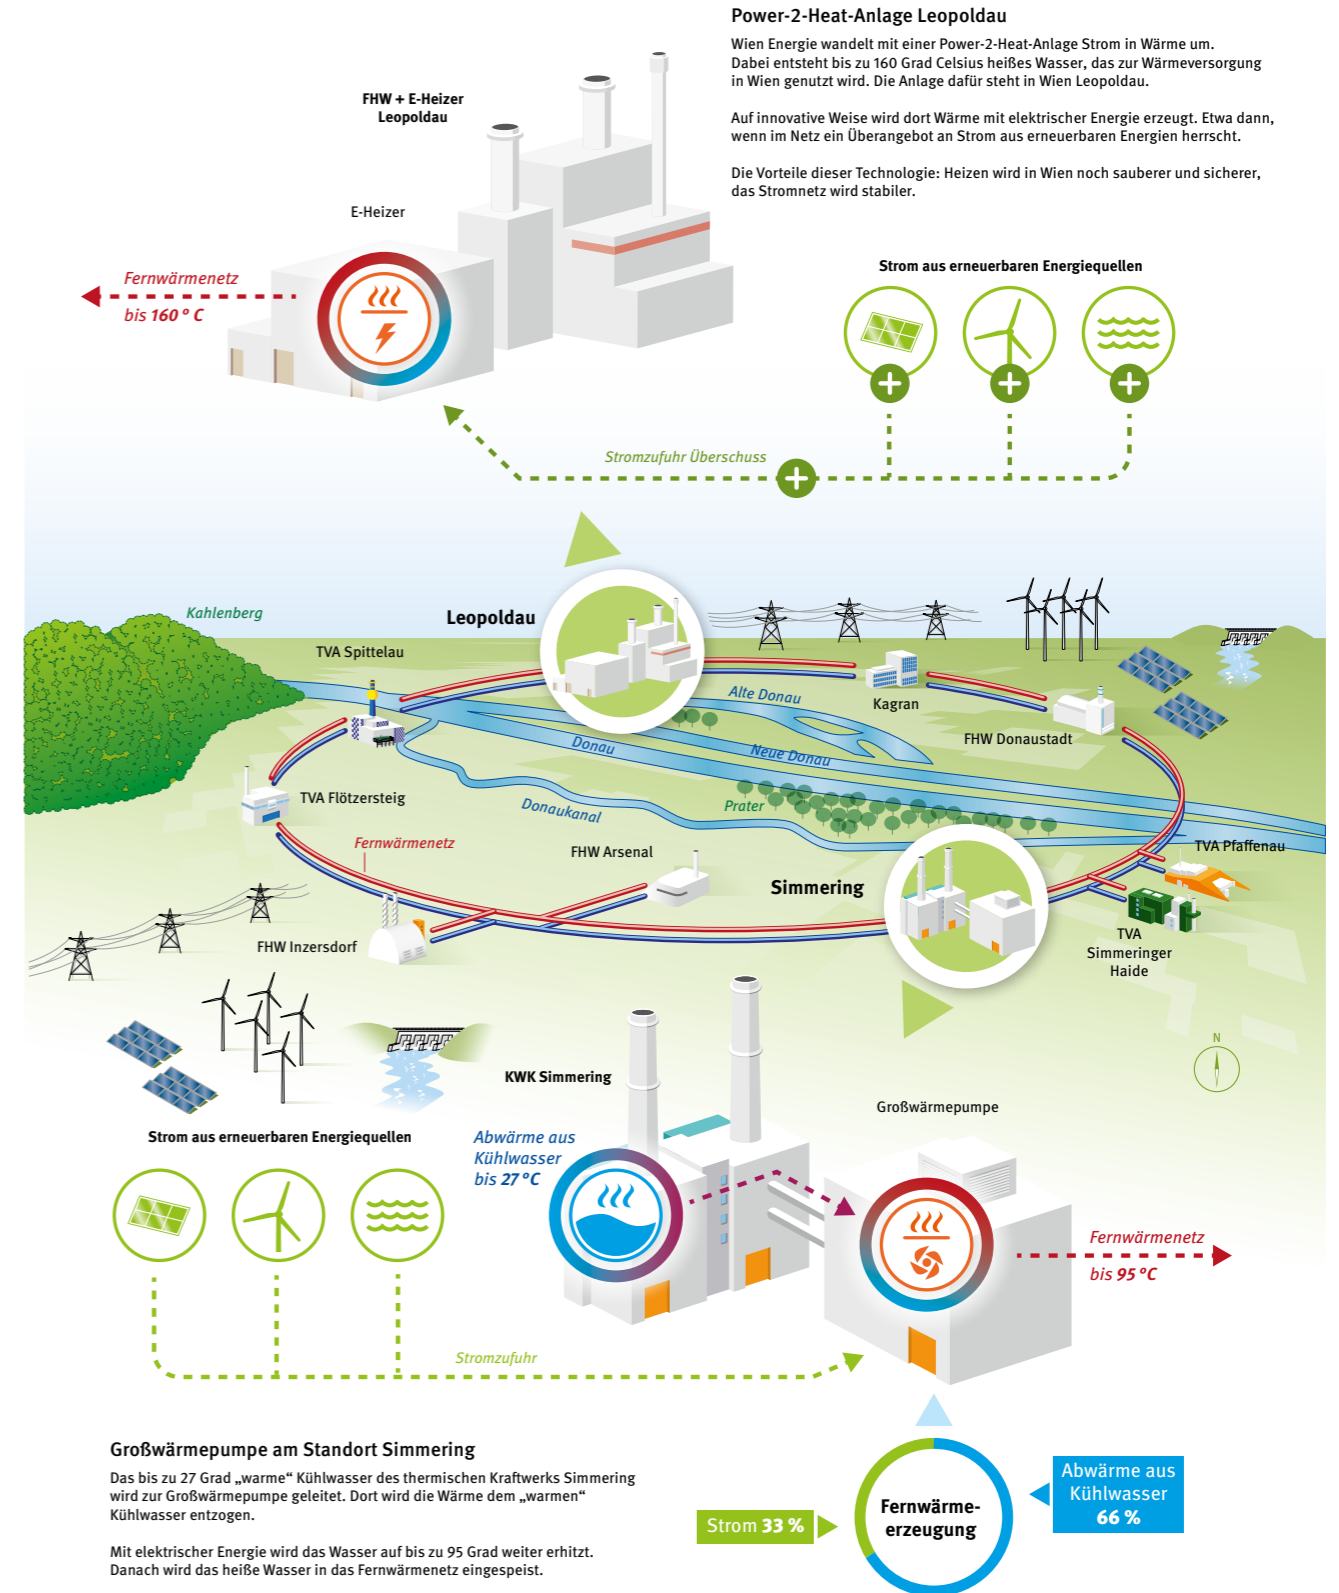 Power-2-Heat-Anlage Leopoldau
Wien Energie wandelt mit einer Power-2-Heat-Anlage Strom in Wärme um.
Dabei entsteht bis zu 160 Grad Celsius heißes Wasser, das zur Wärmeversorgung
in Wien genutzt wird. Die Anlage dafür steht in Wien Leopoldau.
Auf innovative Weise wird dort Wärme mit elektrischer Energie erzeugt. Etwa dann,
wenn im Netz ein Überangebot an Strom aus erneuerbaren Energien herrscht.
Die Vorteile dieser Technologie: Heizen wird in Wien noch sauberer und sicherer,
das Stromnetz wird stabiler.
FHW + E-Heizer
Leopoldau
E-Heizer
Fernwärmenetz
bis 160° C
Strom aus erneuerbaren Energiequellen
Stromzufuhr Überschuss
Kahlenberg
Leopoldau
TVA Spittelau
Alte Donau
Kagran
FHW Donaustadt
Donau
Neue Donau
TVA Flötzersteig
Donaukanal
Prater
Fernwärmenetz
FHW Arsenal
TVA Pfaffenau
Simmering
FHW Inzersdorf
TVA
Simmeringer
Haide
N
KWK Simmering
Großwärmepumpe
Strom aus erneuerbaren Energiequellen
Abwärme aus
Kühlwasser
bis 27 °C
Fernwärmenetz
bis 95 °C
Stromzufuhr
Großwärmepumpe am Standort Simmering
Das bis zu 27 Grad „warme“ Kühlwasser des thermischen Kraftwerks Simmering
wird zur Großwärmepumpe geleitet. Dort wird die Wärme dem „warmen“
Kühlwasser entzogen.
Mit elektrischer Energie wird das Wasser auf bis zu 95 Grad weiter erhitzt.
Danach wird das heiße Wasser in das Fernwärmenetz eingespeist.
Strom 33 %
Fernwärme-
erzeugung
Abwärme aus
Kühlwasser
66 %